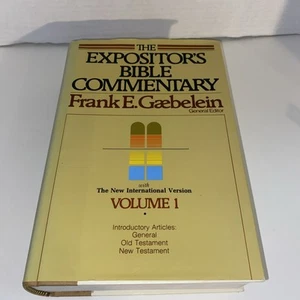 THE
EXPOSITOR'S
BIBLE
COMMENTARY
Frank E. Gæbelein
General Editor
with
The New International Version
VOLUME 1
•
Introductory Articles:
General
Old Testament
New Testament